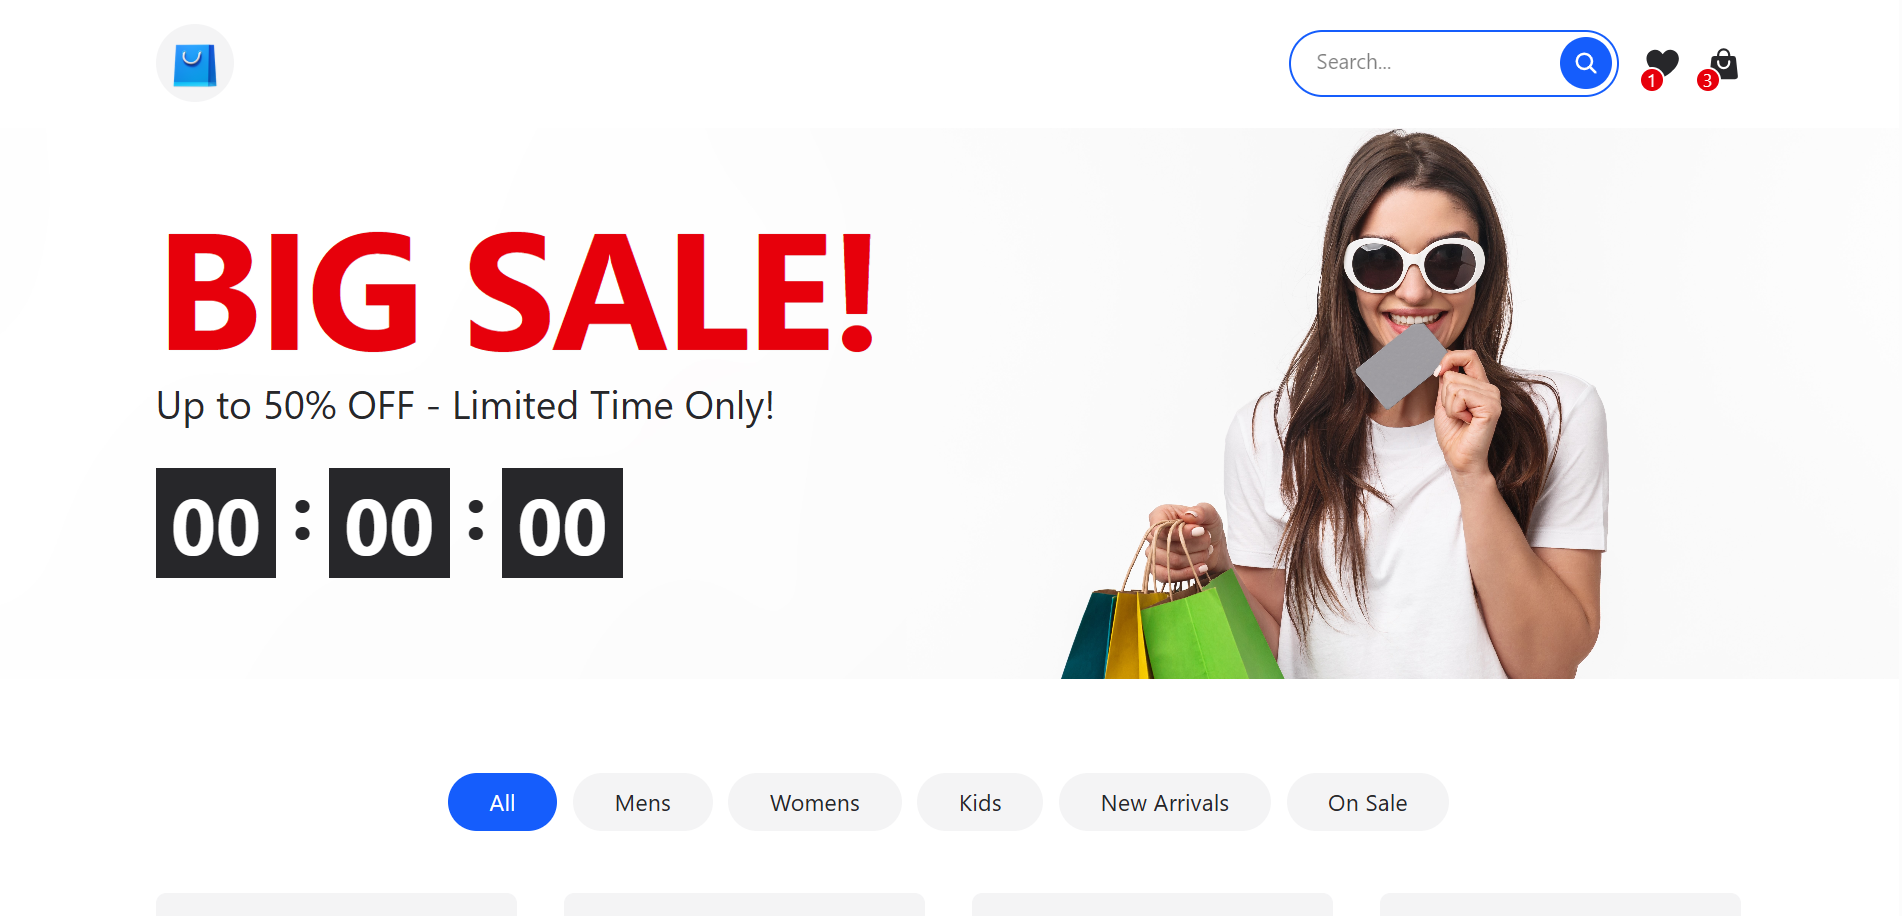 Search...
1
3
BIG SALE!
Up to 50% OFF - Limited Time Only!
00 : 00 : 00
All
Mens
Womens
Kids
New Arrivals
On Sale